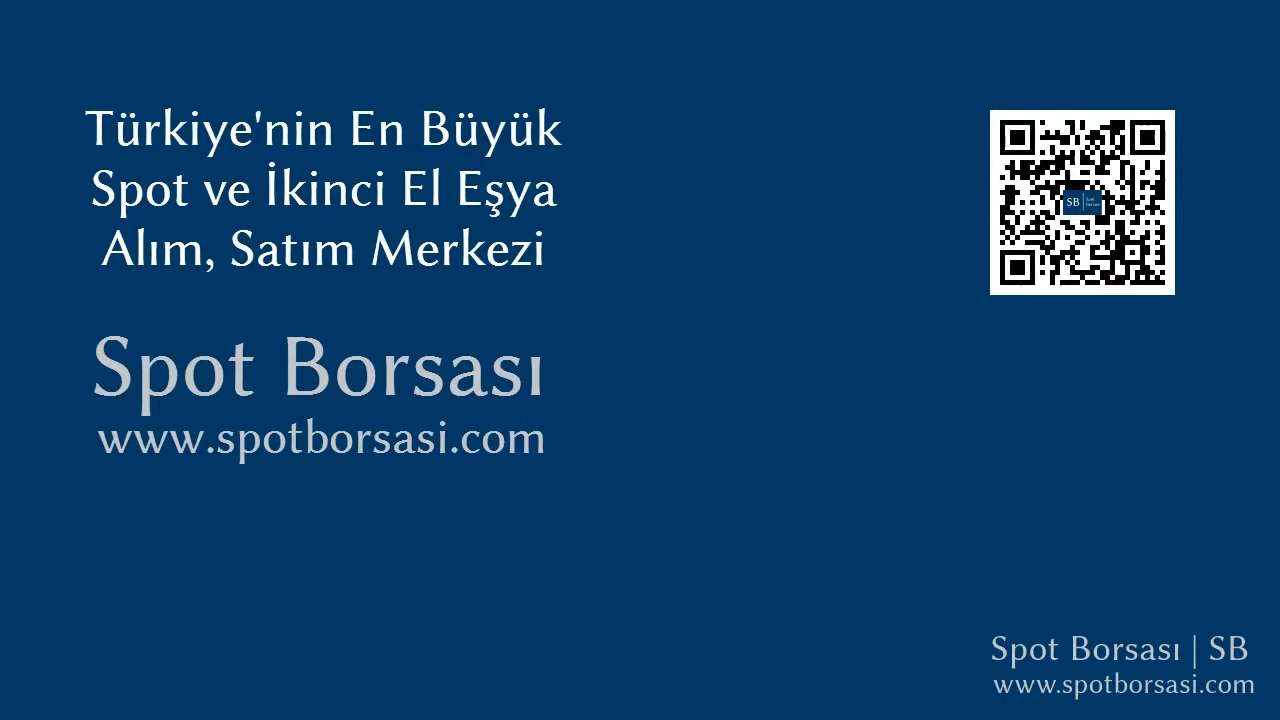 Türkiye'nin En Büyük
Spot ve İkinci El Eşya
Alım, Satım Merkezi
Spot Borsası
www.spotborsasi.com
SB
Spot Borsası | SB
www.spotborsasi.com